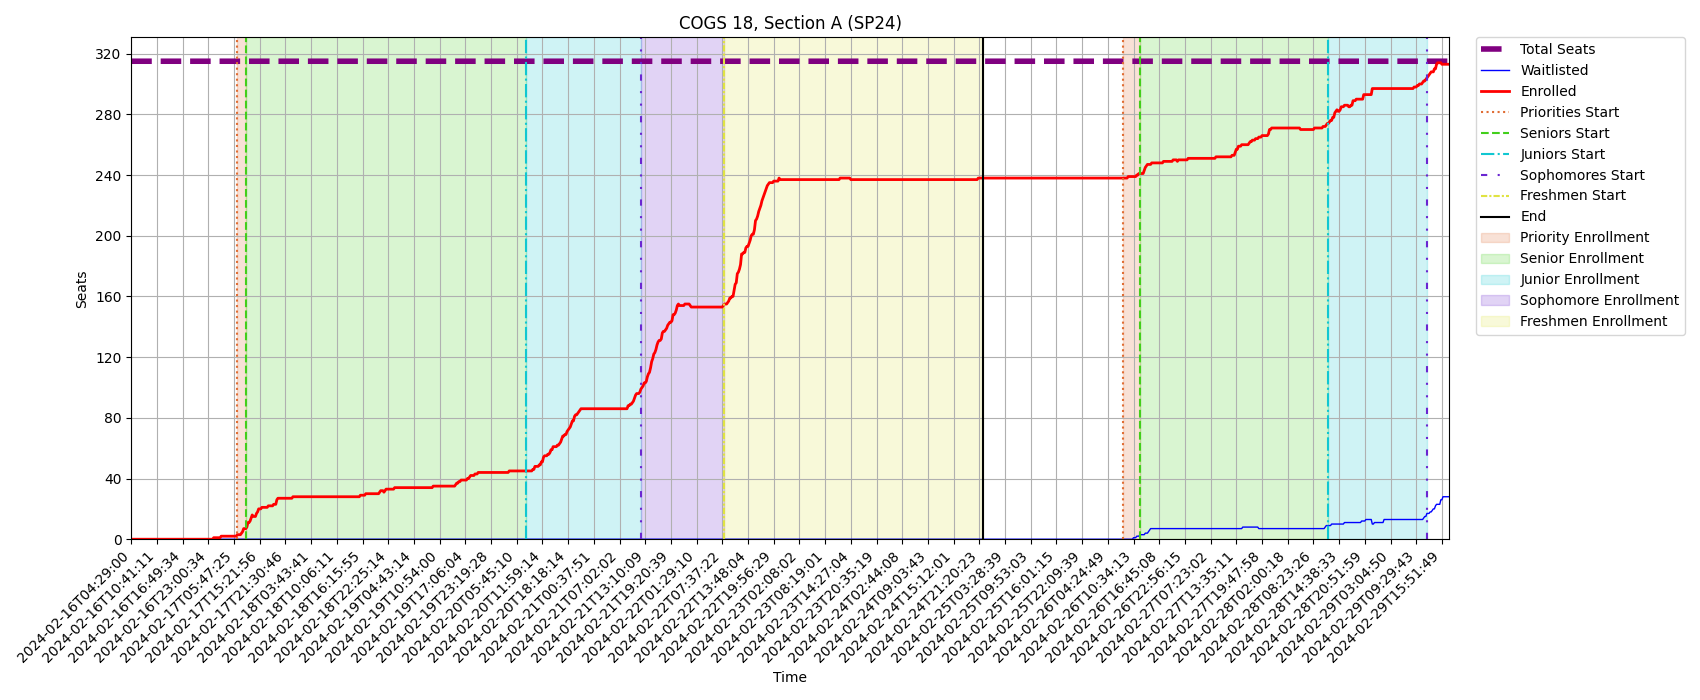 COGS 18, Section A (SP24)
320
280
240
200
160
120
80
40
0
Seats
2024-02-16T04:29:00
2024-02-16T10:41:11
2024-02-16T16:49:34
2024-02-16T23:00:34
2024-02-17T05:47:23
2024-02-17T15:21:56
2024-02-17T21:30:46
2024-02-18T03:43:41
2024-02-18T10:06:11
2024-02-18T16:15:55
2024-02-18T22:25:14
2024-02-19T04:43:14
2024-02-19T10:54:00
2024-02-19T17:06:04
2024-02-19T23:19:28
2024-02-20T05:45:10
2024-02-20T11:59:14
2024-02-20T18:18:14
2024-02-21T00:37:51
2024-02-21T07:02:02
2024-02-21T13:10:09
2024-02-21T19:20:39
2024-02-22T01:29:10
2024-02-22T07:37:22
2024-02-22T13:48:04
2024-02-22T19:56:29
2024-02-23T02:08:02
2024-02-23T08:19:01
2024-02-23T14:27:04
2024-02-23T20:35:19
2024-02-24T02:44:08
2024-02-24T09:03:43
2024-02-24T15:12:01
2024-02-24T21:20:23
2024-02-25T03:28:39
2024-02-25T09:53:03
2024-02-25T16:01:15
2024-02-25T22:09:39
2024-02-26T04:24:49
2024-02-26T10:34:13
2024-02-26T16:45:08
2024-02-26T22:56:15
2024-02-27T07:23:02
2024-02-27T13:35:11
2024-02-27T19:47:58
2024-02-28T02:00:18
2024-02-28T08:23:26
2024-02-28T14:38:33
2024-02-28T20:51:59
2024-02-29T03:04:50
2024-02-29T09:29:43
2024-02-29T15:51:49
Time
Total Seats
Waitlisted
Enrolled
Priorities Start
Seniors Start
Juniors Start
Sophomores Start
Freshmen Start
End
Priority Enrollment
Senior Enrollment
Junior Enrollment
Sophomore Enrollment
Freshmen Enrollment